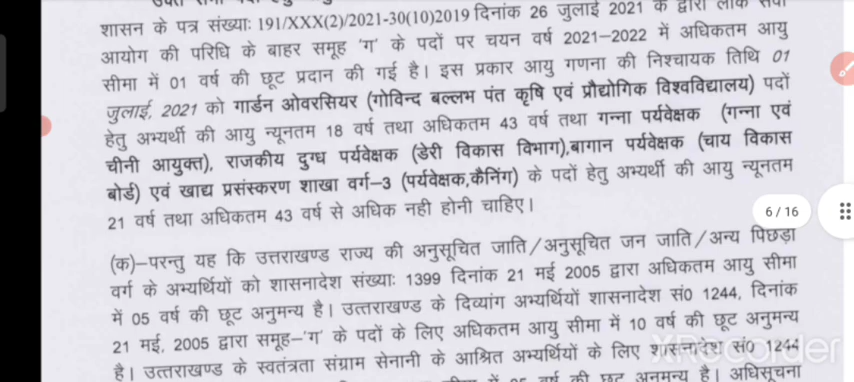 शासन के पत्र संख्याः 191/XXX(2)/2021-30(10)2019 दिनांक 26 जुलाई 2021 के द्वारा लोक सेवा
आयोग की परिधि के बाहर समूह 'ग' के पदों पर चयन वर्ष 2021–2022 में अधिकतम आयु
सीमा में 01 वर्ष की छूट प्रदान की गई है। इस प्रकार आयु गणना की निश्चायक तिथि 01
जुलाई, 2021 को गार्डन ओवरसियर (गोविन्द बल्लभ पंत कृषि एवं प्रौद्योगिक विश्वविद्यालय) पदों
हेतु अभ्यर्थी की आयु न्यूनतम 18 वर्ष तथा अधिकतम 43 वर्ष तथा गन्ना पर्यवेक्षक (गन्ना एवं
चीनी आयुक्त), राजकीय दुग्ध पर्यवेक्षक (डेरी विकास विभाग),बागान पर्यवेक्षक (चाय विकास
बोर्ड) एवं खाद्य प्रसंस्करण शाखा वर्ग–3 (पर्यवेक्षक,कैनिंग) के पदों हेतु अभ्यर्थी की आयु न्यूनतम
21 वर्ष तथा अधिकतम 43 वर्ष से अधिक नही होनी चाहिए।
6 / 16
(क)–परन्तु यह कि उत्तराखण्ड राज्य की अनुसूचित जाति/अनुसूचित जन जाति/अन्य पिछड़ा
वर्ग के अभ्यर्थियों को शासनादेश संख्याः 1399 दिनांक 21 मई 2005 द्वारा अधिकतम आयु सीमा
में 05 वर्ष की छूट अनुमन्य है। उत्तराखण्ड के दिव्यांग अभ्यर्थियों शासनादेश सं0 1244, दिनांक
21 मई, 2005 द्वारा समूह–'ग' के पदों के लिए अधिकतम आयु सीमा में 10 वर्ष की छूट अनुमन्य
है। उत्तराखण्ड के स्वतंत्रता संग्राम सेनानी के आश्रित अभ्यर्थियों के लिए शासनादेश सं0 1244
सीमा में 05 वर्ष की छूट अनुमन्य है। अधिसूचना
XRecorder